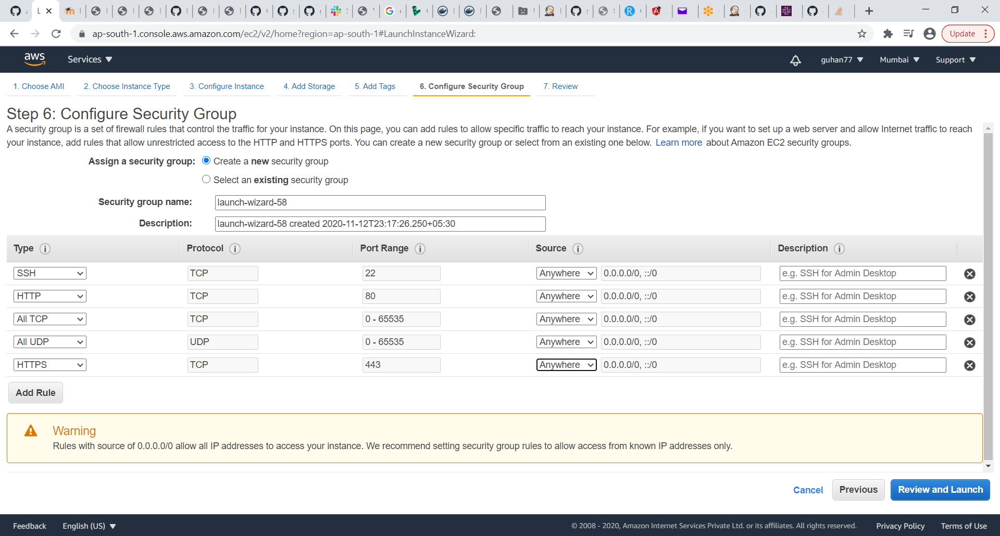 L
ap-south-1.console.aws.amazon.com/ec2/v2/home?region=ap-south-1#LaunchInstanceWizard:
Update
aws
Services
guhan77
Mumbai
Support
1. Choose AMI
2. Choose Instance Type
3. Configure Instance
4. Add Storage
5. Add Tags
6. Configure Security Group
7. Review
Step 6: Configure Security Group
A security group is a set of firewall rules that control the traffic for your instance. On this page, you can add rules to allow specific traffic to reach your instance. For example, if you want to set up a web server and allow Internet traffic to reach
your instance, add rules that allow unrestricted access to the HTTP and HTTPS ports. You can create a new security group or select from an existing one below. Learn more about Amazon EC2 security groups.
Assign a security group: Create a new security group
Select an existing security group
Security group name: launch-wizard-58
Description: launch-wizard-58 created 2020-11-12T23:17:26.250+05:30
Type i Protocol i Port Range i Source i Description i
SSH TCP 22 Anywhere 0.0.0.0/0, ::/0 e.g. SSH for Admin Desktop
HTTP TCP 80 Anywhere 0.0.0.0/0, ::/0 e.g. SSH for Admin Desktop
All TCP TCP 0 - 65535 Anywhere 0.0.0.0/0, ::/0 e.g. SSH for Admin Desktop
All UDP UDP 0 - 65535 Anywhere 0.0.0.0/0, ::/0 e.g. SSH for Admin Desktop
HTTPS TCP 443 Anywhere 0.0.0.0/0, ::/0 e.g. SSH for Admin Desktop
Add Rule
Warning
Rules with source of 0.0.0.0/0 allow all IP addresses to access your instance. We recommend setting security group rules to allow access from known IP addresses only.
Cancel
Previous
Review and Launch
Feedback
English (US)
© 2008 - 2020, Amazon Internet Services Private Ltd. or its affiliates. All rights reserved.
Privacy Policy
Terms of Use